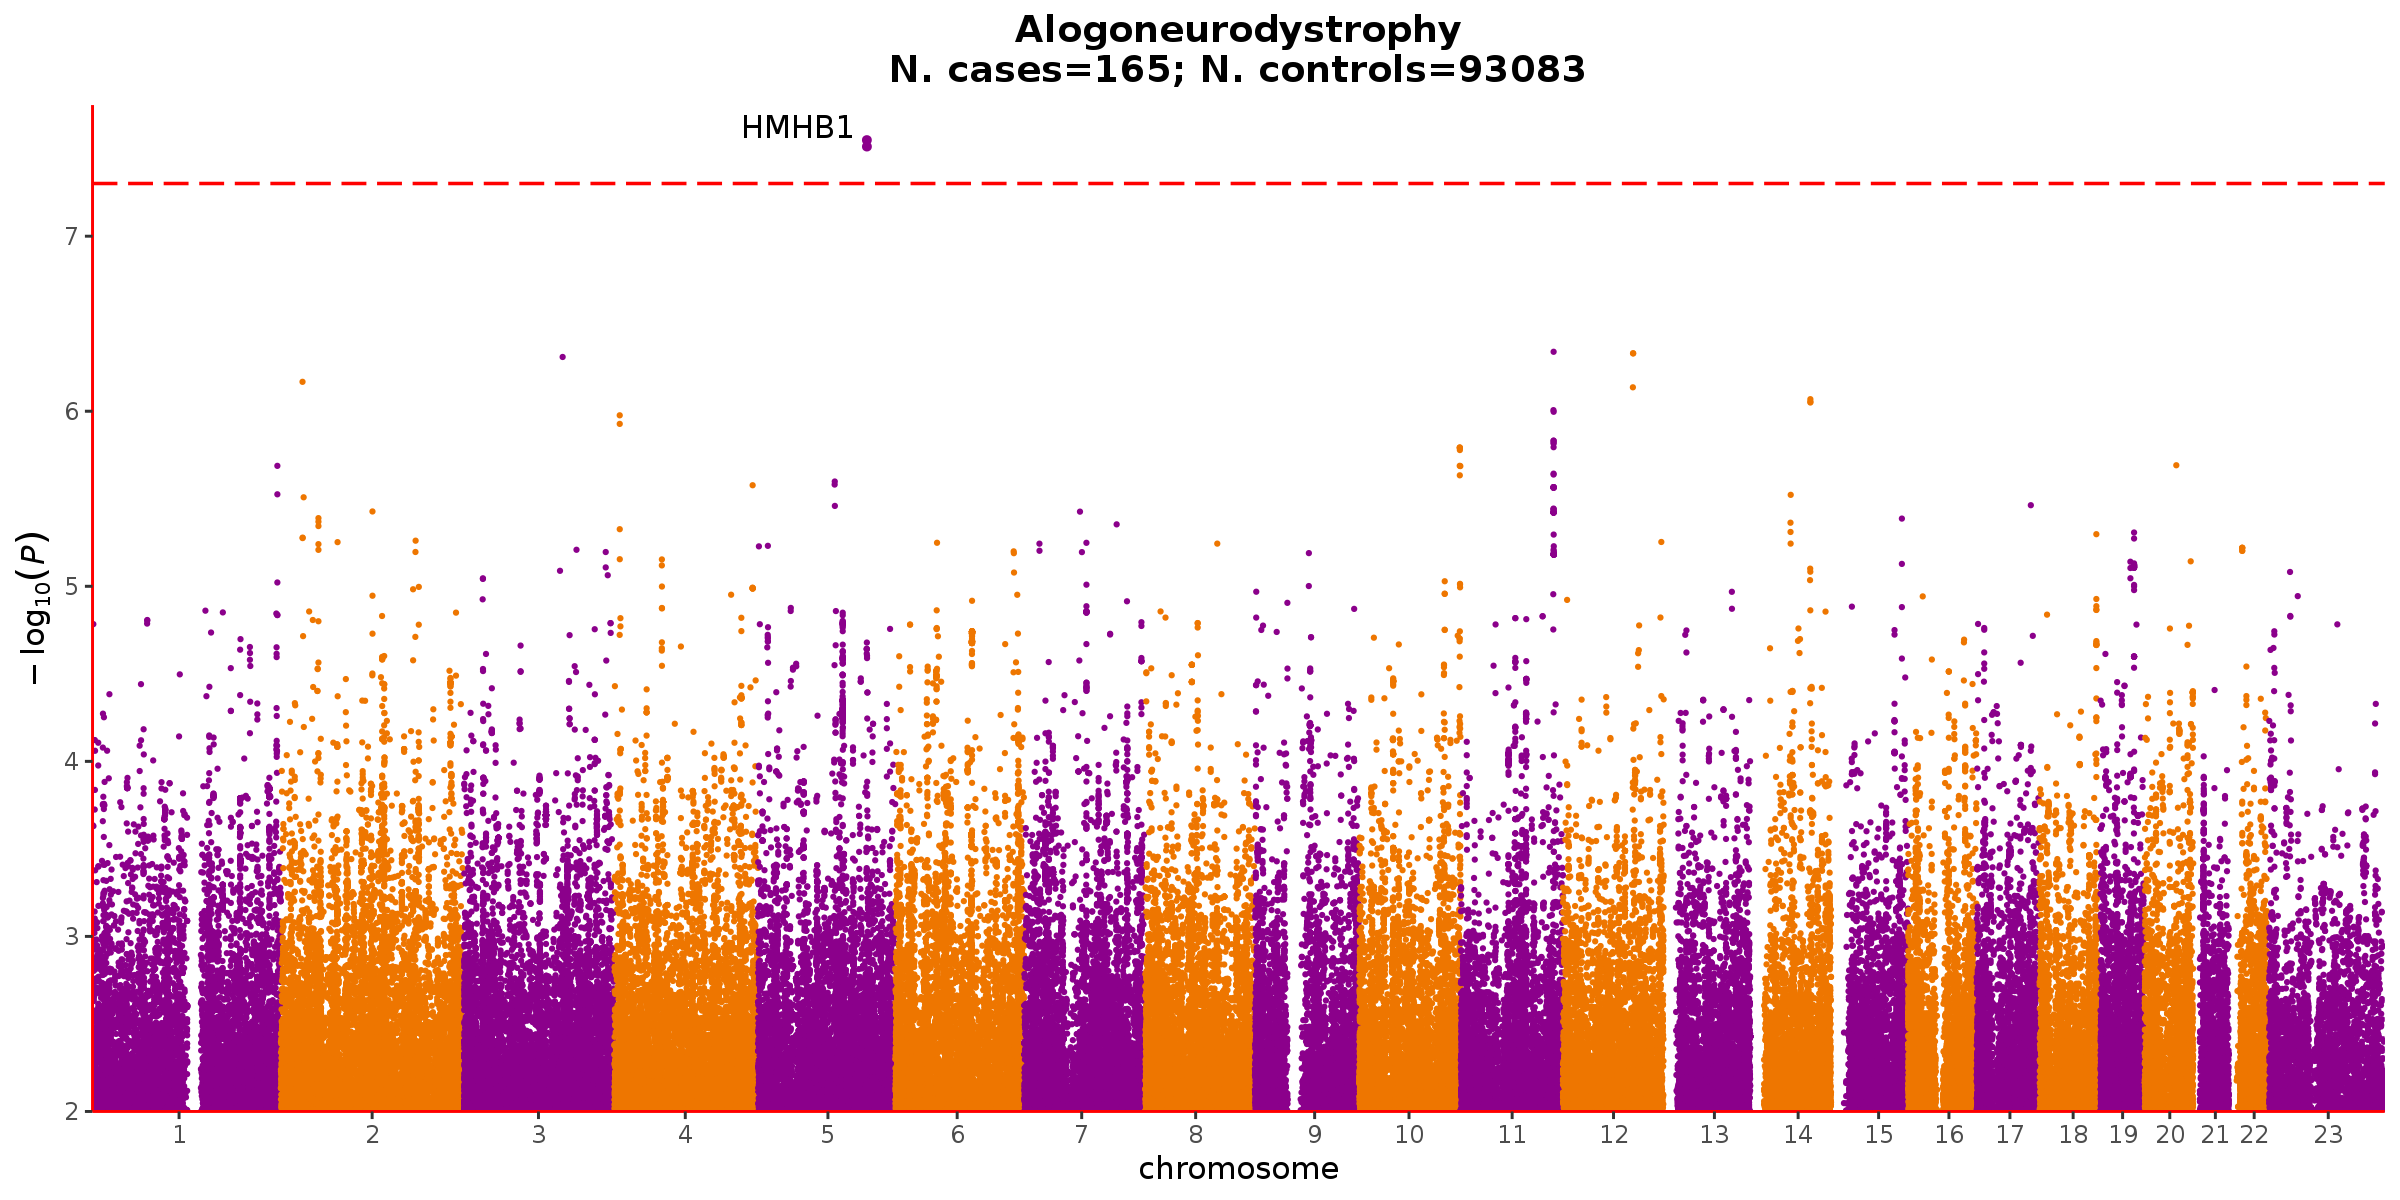 Alogoneurodystrophy
N. cases=165; N. controls=93083
HMHB1
7
6
5
4
3
2
− log10(P)
1 2 3 4 5 6 7 8 9 10 11 12 13 14 15 16 17 18 19 20 21 22 23
chromosome